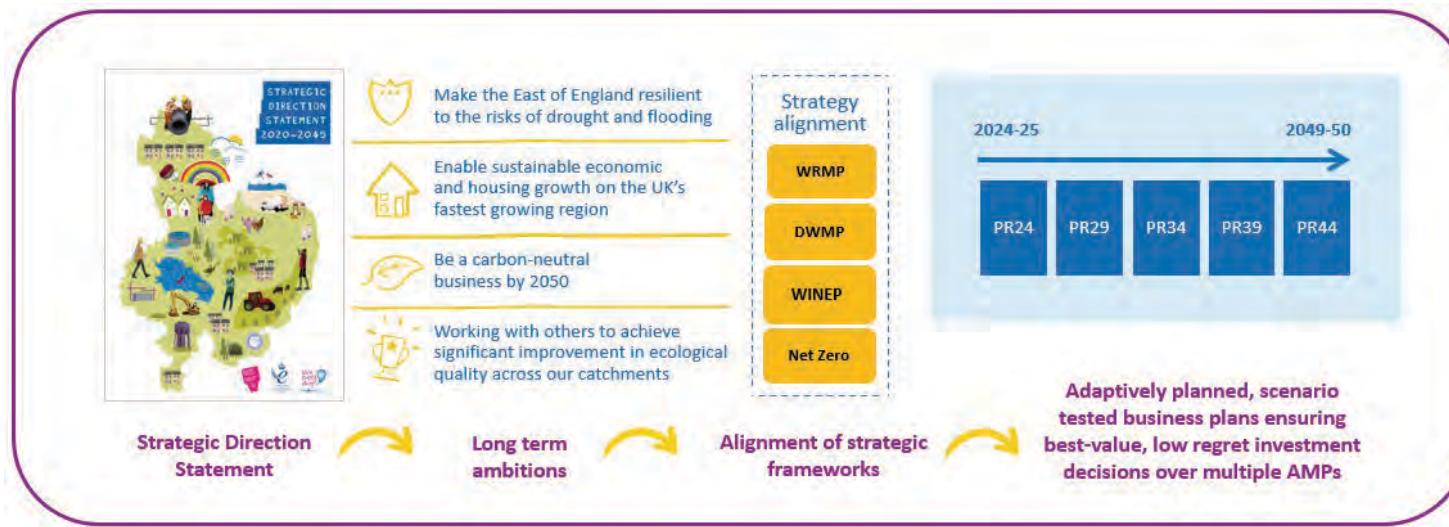 STRATEGIC
DIRECTION
STATEMENT
2020-2045
Make the East of England resilient
to the risks of drought and flooding
Enable sustainable economic
and housing growth on the UK's
fastest growing region
Be a carbon-neutral
business by 2050
Working with others to achieve
significant improvement in ecological
quality across our catchments
Strategy
alignment
WRMP
DWMP
WINEP
Net Zero
2024-25
2049-50
PR24
PR29
PR34
PR39
PR44
Strategic Direction
Statement
Long term
ambitions
Alignment of strategic
frameworks
Adaptively planned, scenario
tested business plans ensuring
best-value, low regret investment
decisions over multiple AMPs